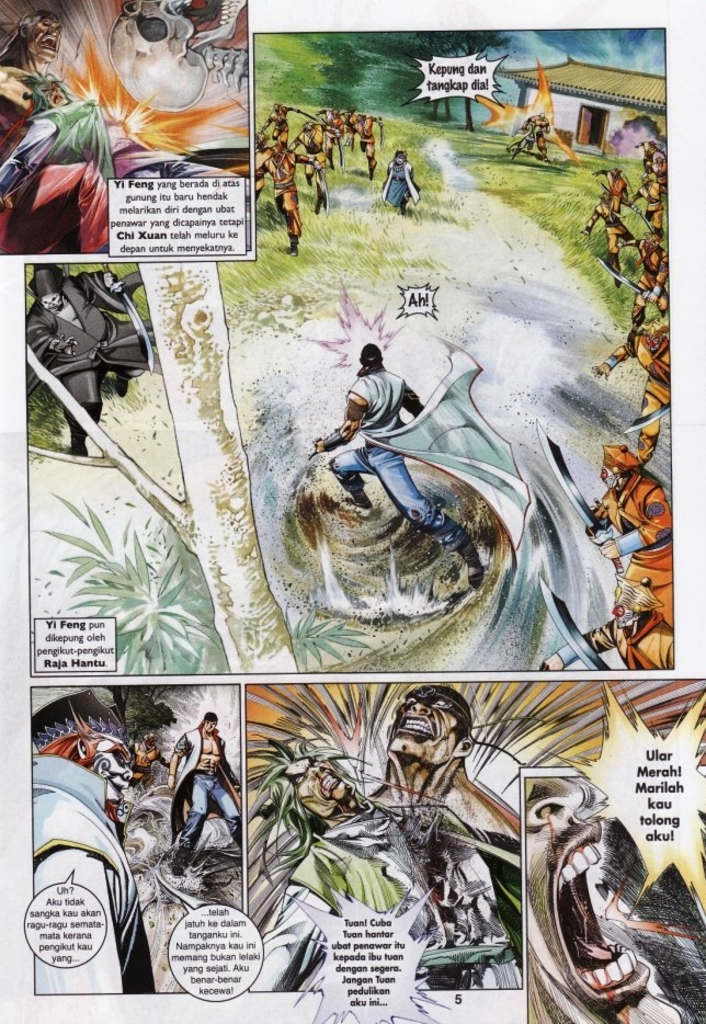 Yi Feng yang berada di atas
gunung itu baru hendak
melarikan diri dengan ubat
penawar yang dicapainya tetapi
Chi Xuan telah meluru ke
depan untuk menyekatnya.
Kepung dan
tangkap dia!
Ah!
Yi Feng pun
dikepung oleh
pengikut-pengikut
Raja Hantu.
Uh?
Aku tidak
sangka kau akan
ragu-ragu semata-
mata kerana
pengikut kau
yang...
...telah
jatuh ke dalam
tanganku ini.
Nampaknya kau
memang bukan lelaki
yang sejati. Aku
benar-benar
kecewa!
Tuan! Cuba
Tuan hantar
ubat penawar itu
kepada ibu tuan
dengan segera.
Jangan Tuan
pedulikan
aku ini...
Ular
Merah!
Marilah
kau
tolong
aku!
5